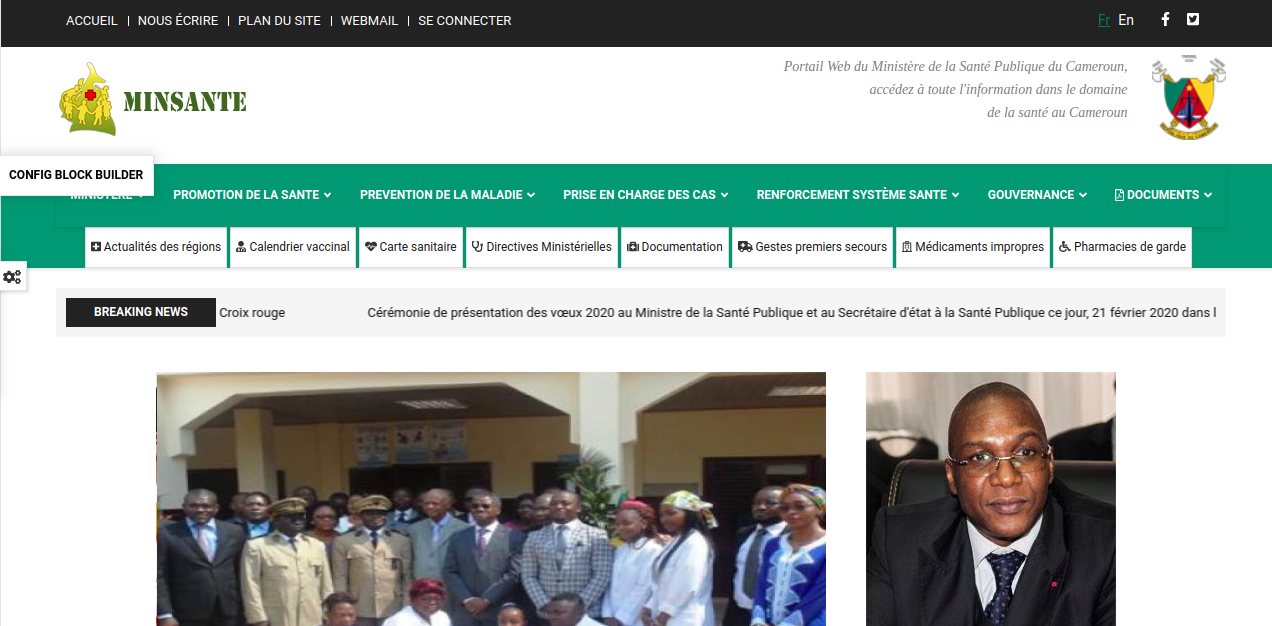 ACCUEIL | NOUS ÉCRIRE | PLAN DU SITE | WEBMAIL | SE CONNECTER
Fr En
MINSANTE
Portail Web du Ministère de la Santé Publique du Cameroun,
accédez à toute l'information dans le domaine
de la santé au Cameroun
CONFIG BLOCK BUILDER
MINISTÈRE PROMOTION DE LA SANTE PREVENTION DE LA MALADIE PRISE EN CHARGE DES CAS RENFORCEMENT SYSTÈME SANTE GOUVERNANCE DOCUMENTS
Actualités des régions Calendrier vaccinal Carte sanitaire Directives Ministérielles Documentation Gestes premiers secours Médicaments impropres Pharmacies de garde
BREAKING NEWS Croix rouge Cérémonie de présentation des vœux 2020 au Ministre de la Santé Publique et au Secrétaire d'état à la Santé Publique ce jour, 21 février 2020 dans l